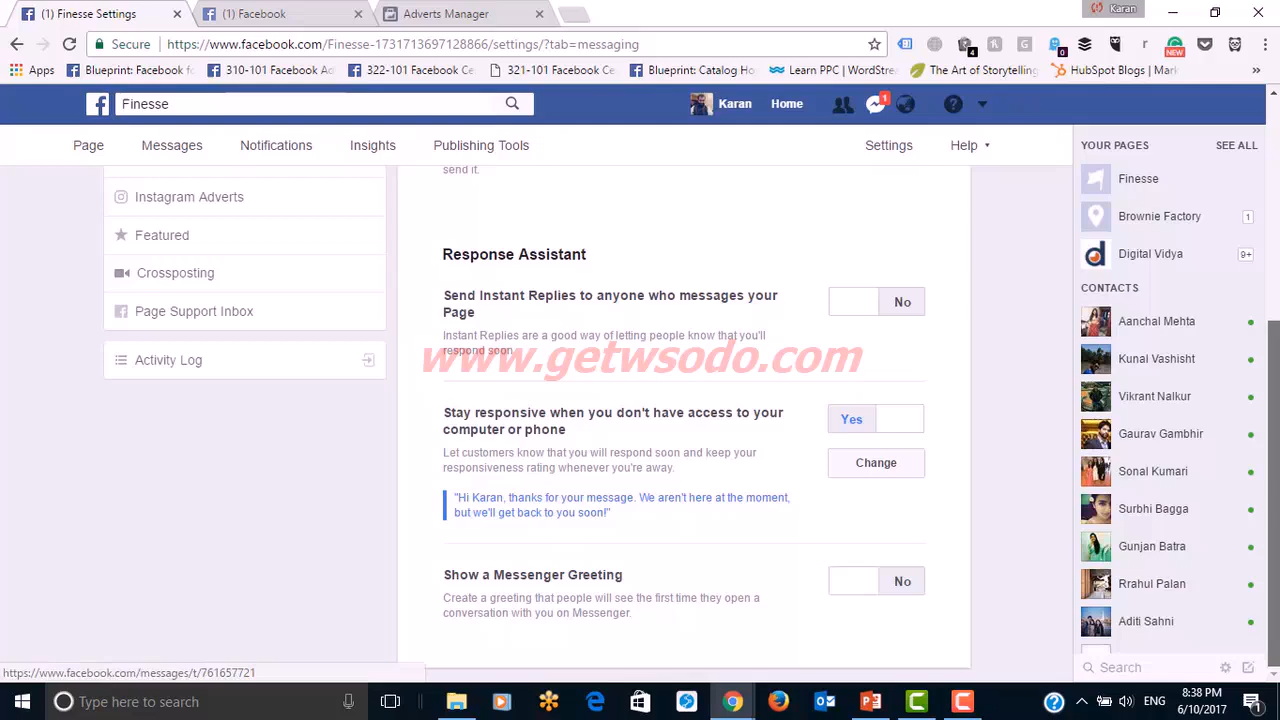 (1) Finesse Settings
(1) Facebook
Adverts Manager
Karan
Secure
https://www.facebook.com/Finesse-1731713697128866/settings/?tab=messaging
Apps
Blueprint: Facebook f
310-101 Facebook Ad
322-101 Facebook Ce
321-101 Facebook Ce
Blueprint: Catalog Ho
Learn PPC | WordStre
The Art of Storytelling
HubSpot Blogs | Mark
NEW
4
0
Finesse
Karan
Home
1
Page
Messages
Notifications
Insights
Publishing Tools
Settings
Help
send it.
Instagram Adverts
Featured
Crossposting
Page Support Inbox
Activity Log
Response Assistant
Send Instant Replies to anyone who messages your
Page
No
Instant Replies are a good way of letting people know that you'll
respond soon
www.getwsodo.com
Stay responsive when you don't have access to your
computer or phone
Yes
Let customers know that you will respond soon and keep your
responsiveness rating whenever you're away.
Change
"Hi Karan, thanks for your message. We aren't here at the moment,
but we'll get back to you soon!"
Show a Messenger Greeting
No
Create a greeting that people will see the first time they open a
conversation with you on Messenger.
YOUR PAGES
SEE ALL
Finesse
Brownie Factory
1
Digital Vidya
9+
CONTACTS
Aanchal Mehta
Kunal Vashisht
Vikrant Nalkur
Gaurav Gambhir
Sonal Kumari
Surbhi Bagga
Gunjan Batra
Rrahul Palan
Aditi Sahni
Search
https://www.facebook.com/messages/t/761657721
Type here to search
ENG
8:38 PM
6/10/2017
1